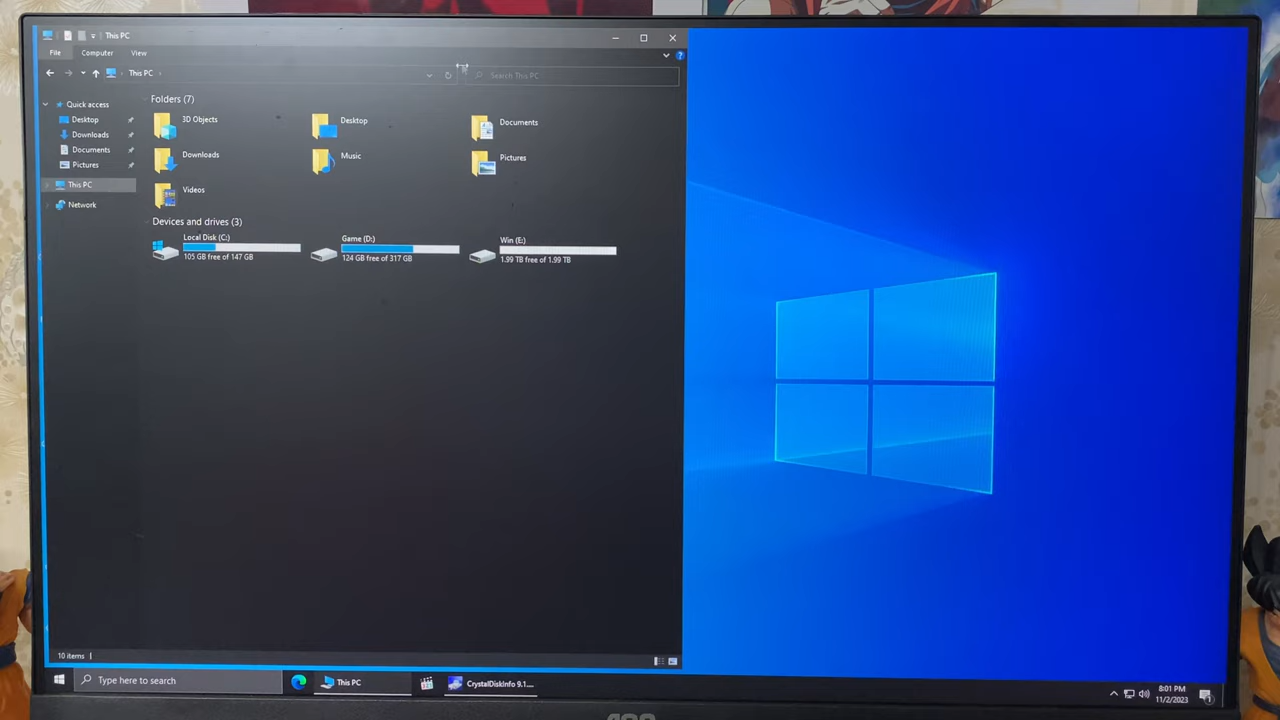 This PC
File Computer View
This PC
Search This PC
Quick access
Desktop
Downloads
Documents
Pictures
This PC
Network
Folders (7)
3D Objects
Desktop
Documents
Downloads
Music
Pictures
Videos
Devices and drives (3)
Local Disk (C:)
105 GB free of 147 GB
Game (D:)
124 GB free of 317 GB
Win (E:)
1.99 TB free of 1.99 TB
10 items
Type here to search
This PC
CrystalDiskInfo 9.1....
8:01 PM
11/2/2023